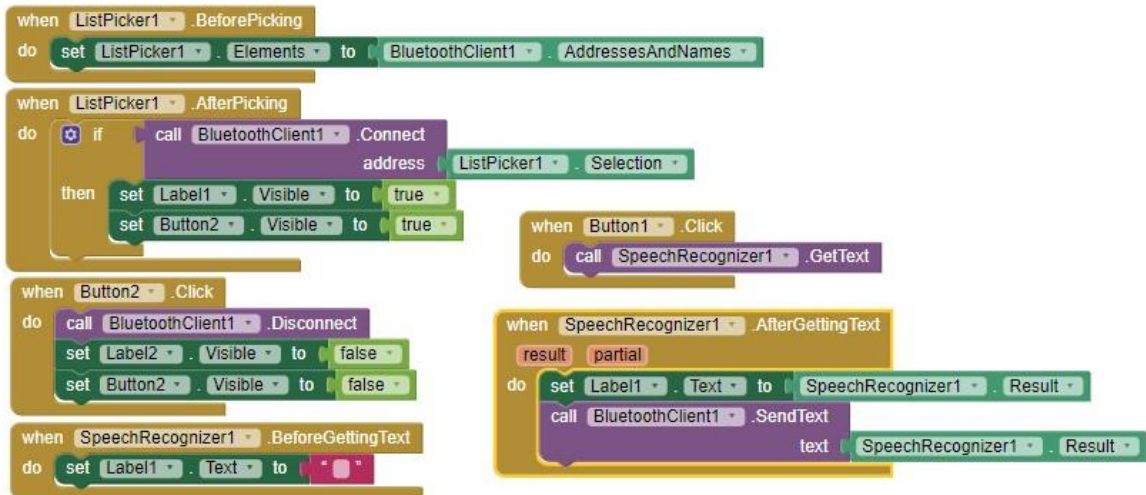 when ListPicker1 .BeforePicking
do set ListPicker1 . Elements to BluetoothClient1 . AddressesAndNames
when ListPicker1 .AfterPicking
do if call BluetoothClient1 .Connect
address ListPicker1 . Selection
then set Label1 . Visible to true
set Button2 . Visible to true
when Button2 .Click
do call BluetoothClient1 .Disconnect
set Label2 . Visible to false
set Button2 . Visible to false
when SpeechRecognizer1 .BeforeGettingText
do set Label1 . Text to " "
when Button1 .Click
do call SpeechRecognizer1 .GetText
when SpeechRecognizer1 .AfterGettingText
result partial
do set Label1 . Text to SpeechRecognizer1 . Result
call BluetoothClient1 .SendText
text SpeechRecognizer1 . Result